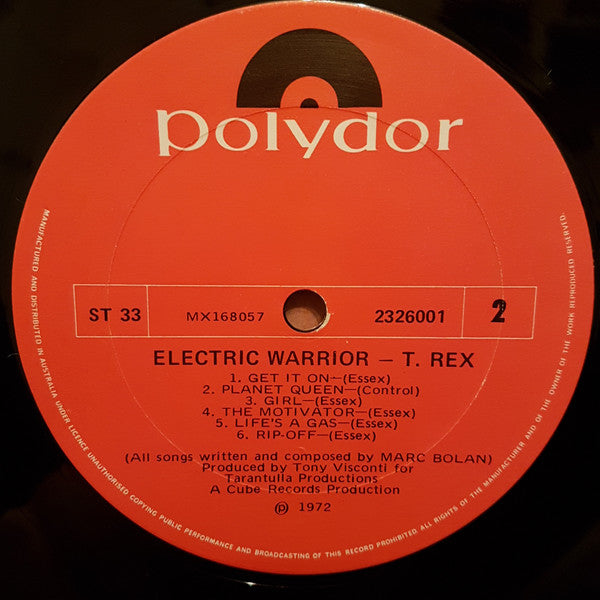 polydor
ST 33
MX168057
2326001
2
ELECTRIC WARRIOR — T. REX
1. GET IT ON—(Essex)
2. PLANET QUEEN—(Control)
3. GIRL—(Essex)
4. THE MOTIVATOR—(Essex)
5. LIFE'S A GAS—(Essex)
6. RIP-OFF—(Essex)
(All songs written and composed by MARC BOLAN)
Produced by Tony Visconti for
Tarantulla Productions
A Cube Records Production
℗ 1972
MANUFACTURED AND DISTRIBUTED IN AUSTRALIA UNDER LICENCE UNAUTHORISED COPYING PUBLIC PERFORMANCE AND BROADCASTING OF THIS RECORD PROHIBITED ALL RIGHTS OF THE MANUFACTURER AND OF THE OWNER OF THE WORK REPRODUCED RESERVED.